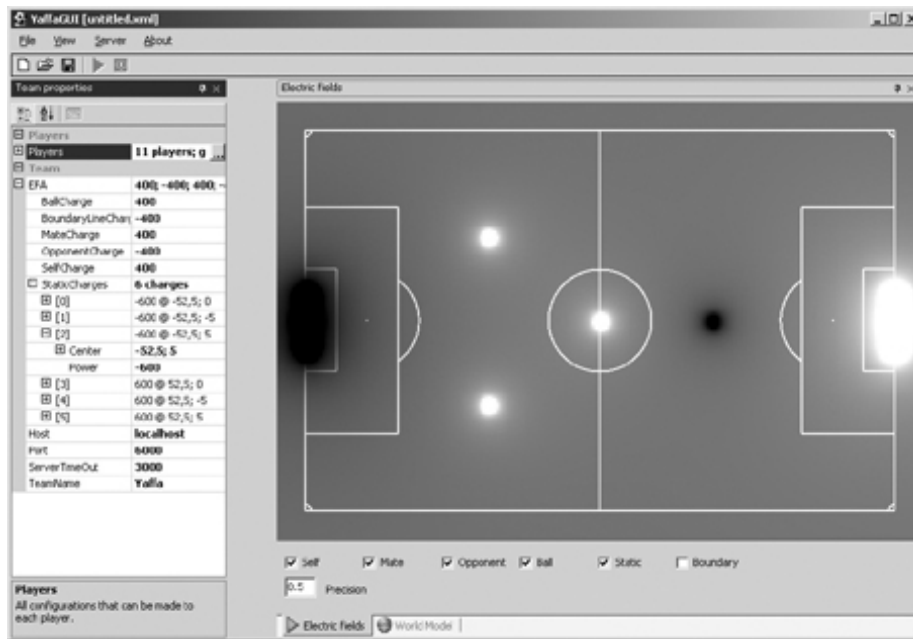 YaffaGUI [untitled.xml]
File View Server About
Team properties
Electric fields
Players
Players 11 players; g ...
Team
EFA 400; -400; 400; -
BallCharge 400
BoundaryLineChar -400
MateCharge 400
OpponentCharge -400
SelfCharge 400
StaticCharges 6 charges
[0] -600 @ -52,5; 0
[1] -600 @ -52,5; -5
[2] -600 @ -52,5; 5
Center -52,5; 5
Power -600
[3] 600 @ 52,5; 0
[4] 600 @ 52,5; -5
[5] 600 @ 52,5; 5
Host localhost
Port 6000
ServerTimeOut 3000
TeamName Yaffa
Self Mate Opponent Ball Static Boundary
0.5 Precision
Players
All configurations that can be made to
each player.
Electric fields World Model